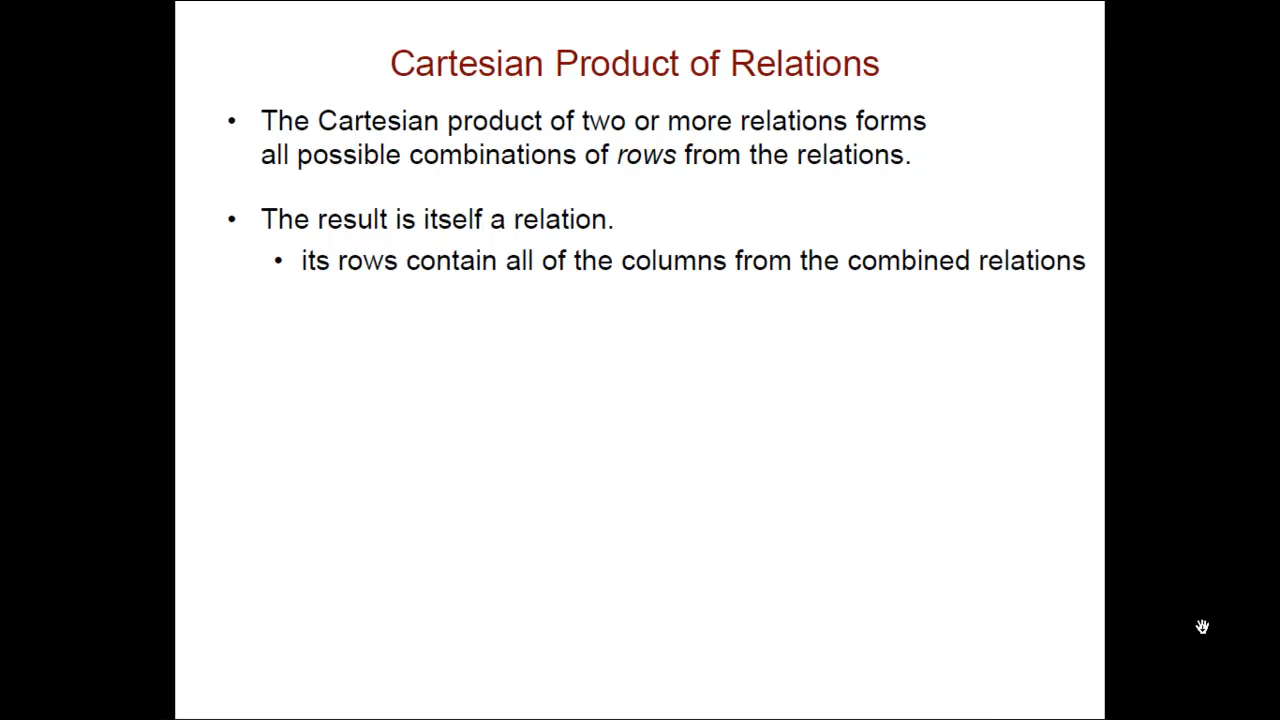 Cartesian Product of Relations
• The Cartesian product of two or more relations forms
all possible combinations of rows from the relations.
• The result is itself a relation.
• its rows contain all of the columns from the combined relations